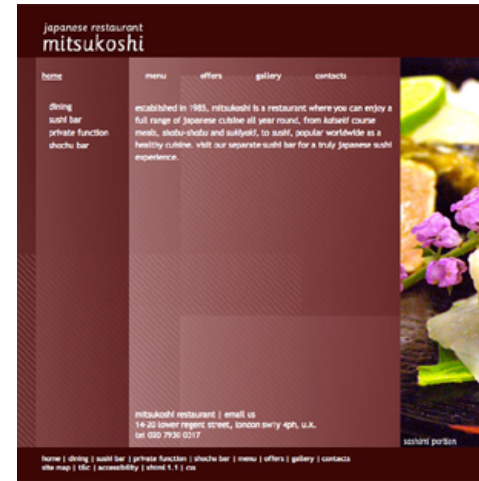 japanese restaurant
mitsukoshi
home menu offers gallery contacts
dining
sushi bar
private function
shochu bar
established in 1985, mitsukoshi is a restaurant where you can enjoy a
full range of japanese cuisine all year round, from kaiseki course
meals, shabu-shabu and sukiyaki, to sushi, popular worldwide as a
healthy cuisine. visit our separate sushi bar for a truly japanese sushi
experience.
mitsukoshi restaurant | email us
14-20 lower regent street, london sw1y 4ph, u.k.
tel 020 7930 0317
sashimi portion
home | dining | sushi bar | private function | shochu bar | menu | offers | gallery | contacts
site map | t&c | accessibility | xhtml 1.1 | css